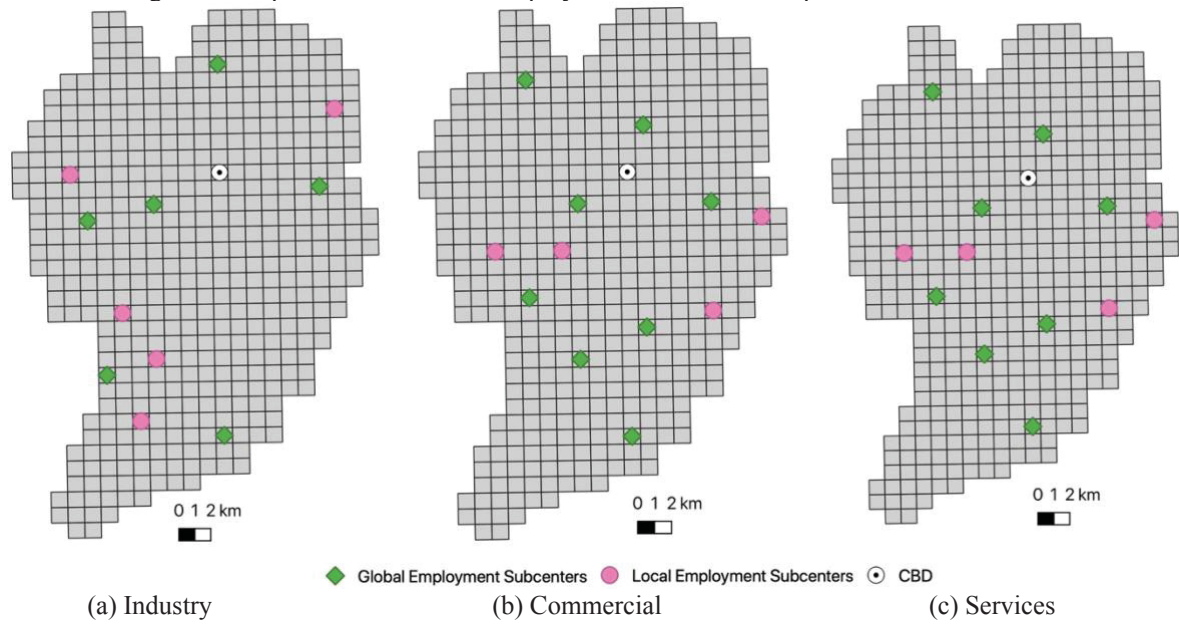 0 1 2 km
0 1 2 km
0 1 2 km
Global Employment Subcenters Local Employment Subcenters CBD
(a) Industry (b) Commercial (c) Services